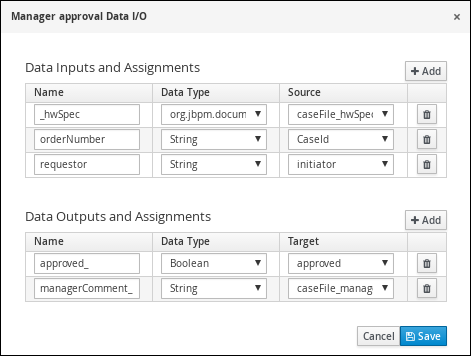 Manager approval Data I/O ×
Data Inputs and Assignments
+ Add
Name Data Type Source
_hwSpec org.jbpm.docum caseFile_hwSpec
orderNumber String CaseId
requestor String initiator
Data Outputs and Assignments
+ Add
Name Data Type Target
approved_ Boolean approved
managerComment_ String caseFile_manag
Cancel Save